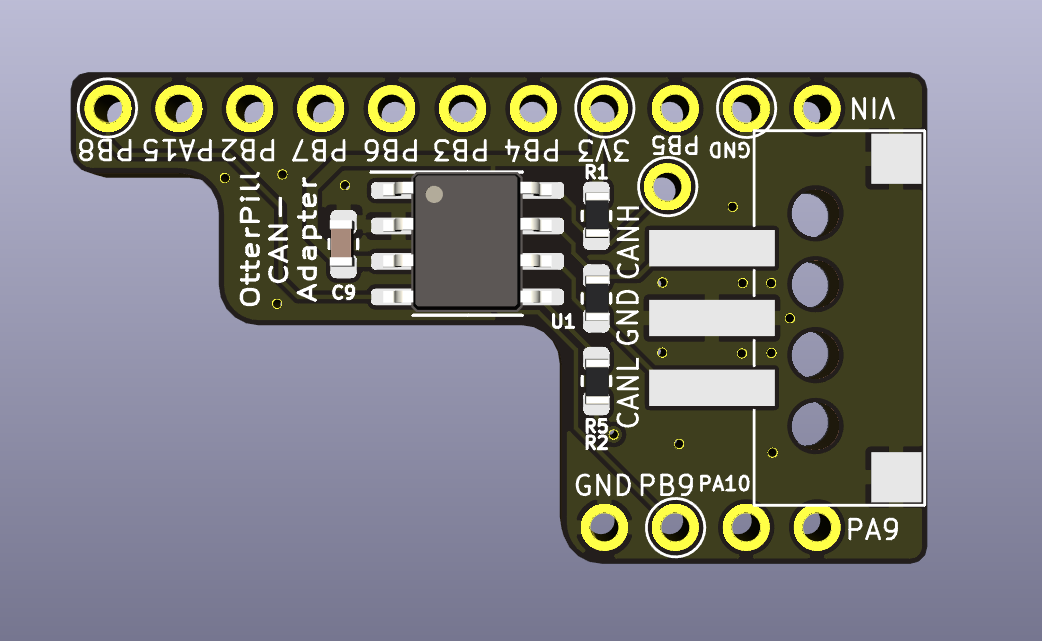 VIN
PB8 PA15 PB2 PB7 PB6 PB3 PB4 3V3 PB5 GND
R1
OtterPill
CAN-
Adapter
C9
U1
CANH
GND
CANL
R5
R2
GND PB9 PA10
PA9